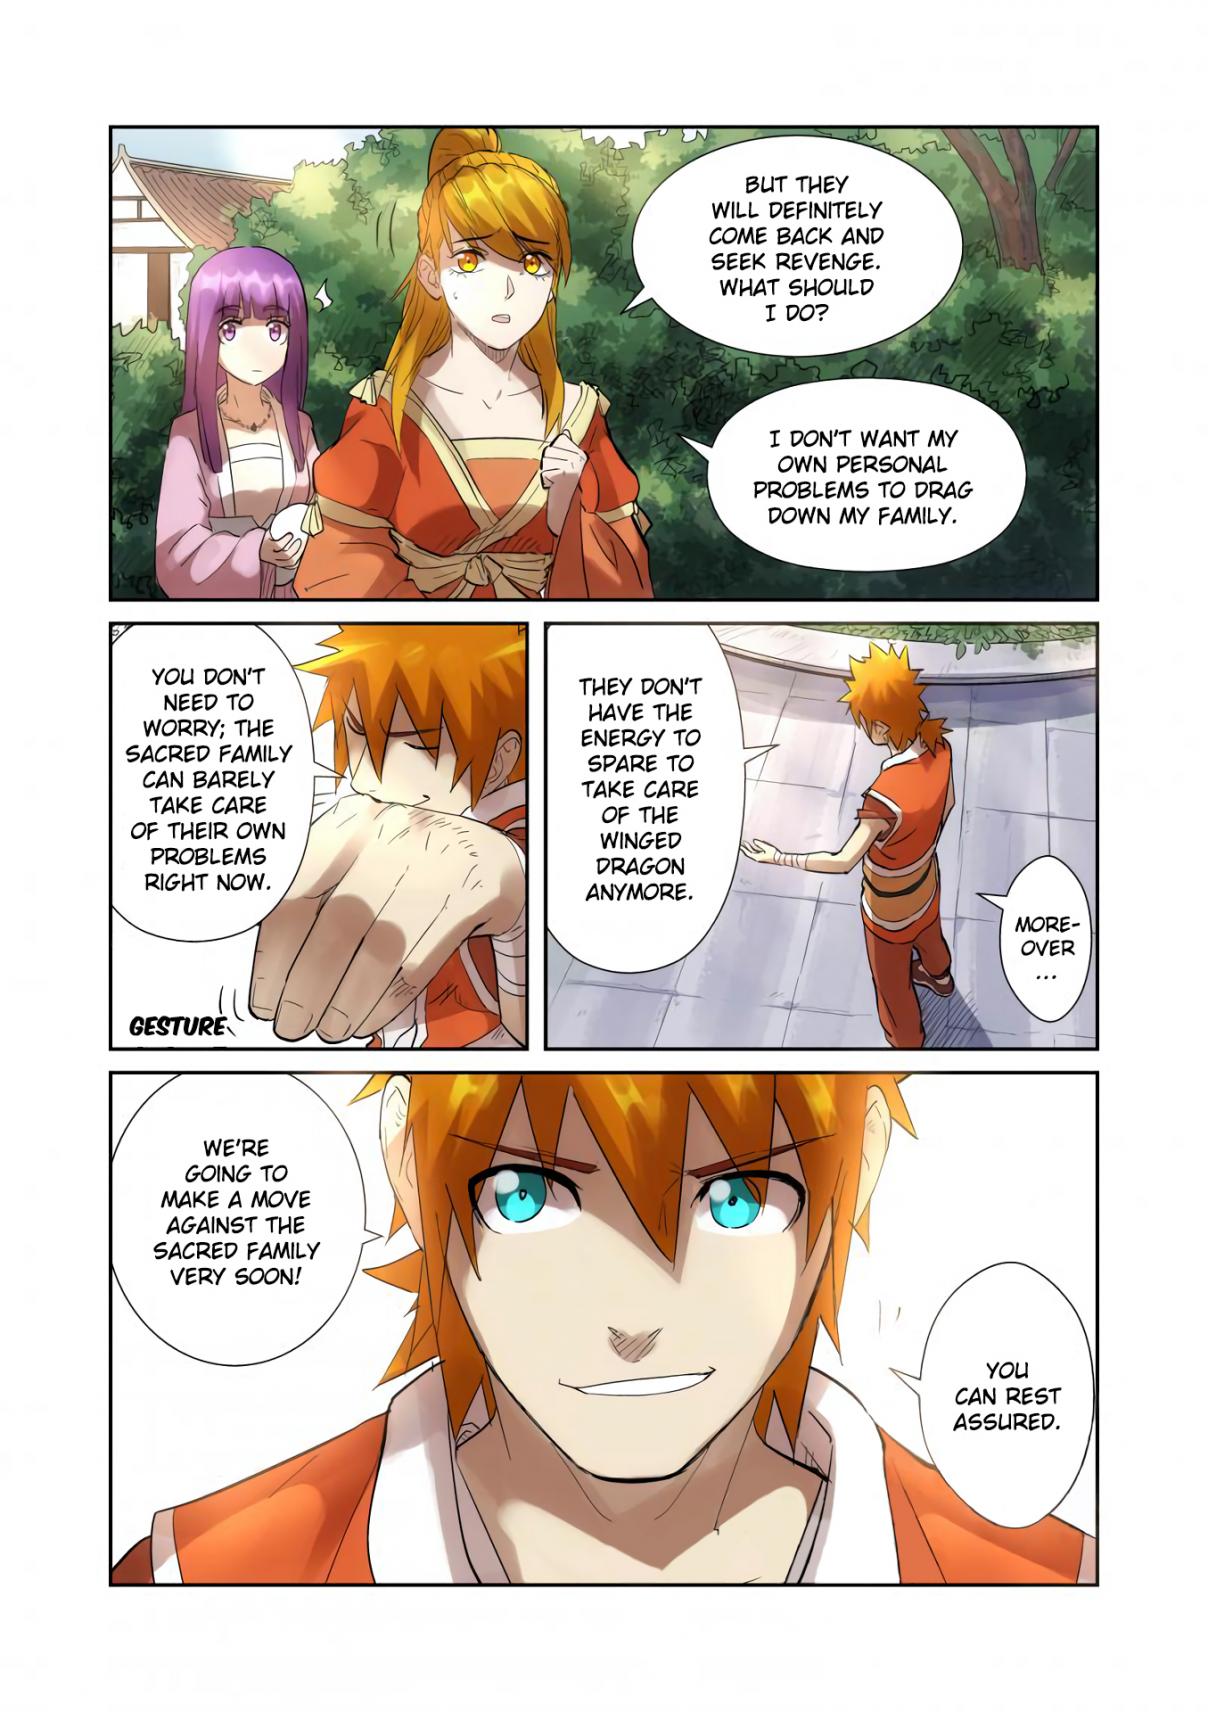 BUT THEY
WILL DEFINITELY
COME BACK AND
SEEK REVENGE.
WHAT SHOULD
I DO?
I DON'T WANT MY
OWN PERSONAL
PROBLEMS TO DRAG
DOWN MY FAMILY.
YOU DON'T
NEED TO
WORRY; THE
SACRED FAMILY
CAN BARELY
TAKE CARE
OF THEIR OWN
PROBLEMS
RIGHT NOW.
GESTURE
THEY DON'T
HAVE THE
ENERGY TO
SPARE TO
TAKE CARE
OF THE
WINGED
DRAGON
ANYMORE.
MORE-
OVER
...
WE'RE
GOING TO
MAKE A MOVE
AGAINST THE
SACRED FAMILY
VERY SOON!
YOU
CAN REST
ASSURED.